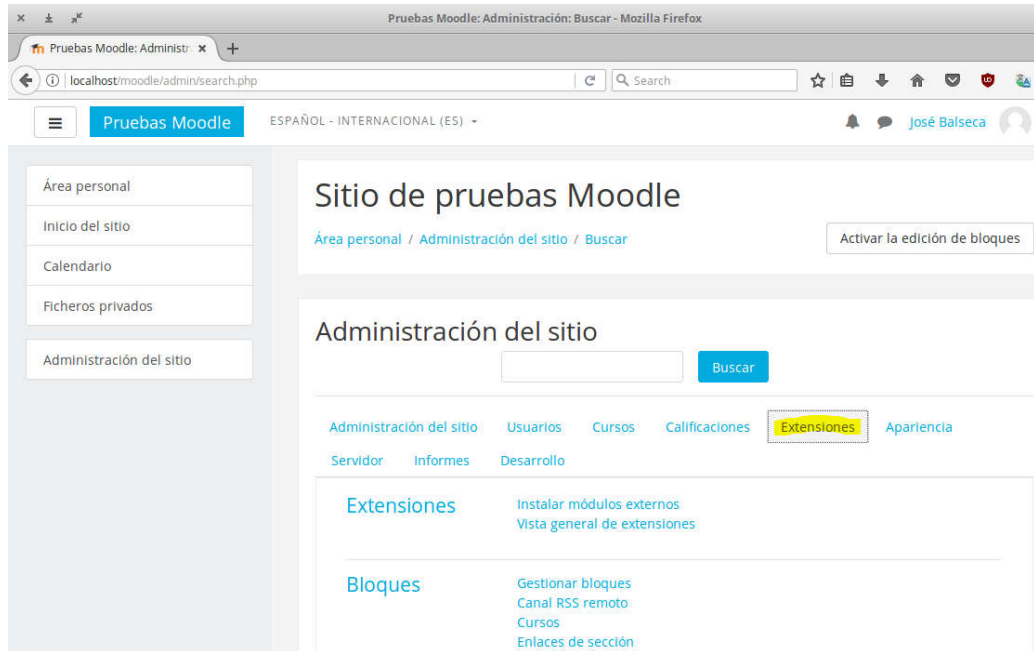 Pruebas Moodle: Administración: Buscar - Mozilla Firefox
Pruebas Moodle: Administr
localhost/moodle/admin/search.php
Search
Pruebas Moodle
ESPAÑOL - INTERNACIONAL (ES)
José Balseca
Área personal
Inicio del sitio
Calendario
Ficheros privados
Administración del sitio
Sitio de pruebas Moodle
Área personal / Administración del sitio / Buscar
Activar la edición de bloques
Administración del sitio
Buscar
Administración del sitio Usuarios Cursos Calificaciones Extensiones Apariencia
Servidor Informes Desarrollo
Extensiones
Instalar módulos externos
Vista general de extensiones
Bloques
Gestionar bloques
Canal RSS remoto
Cursos
Enlaces de sección